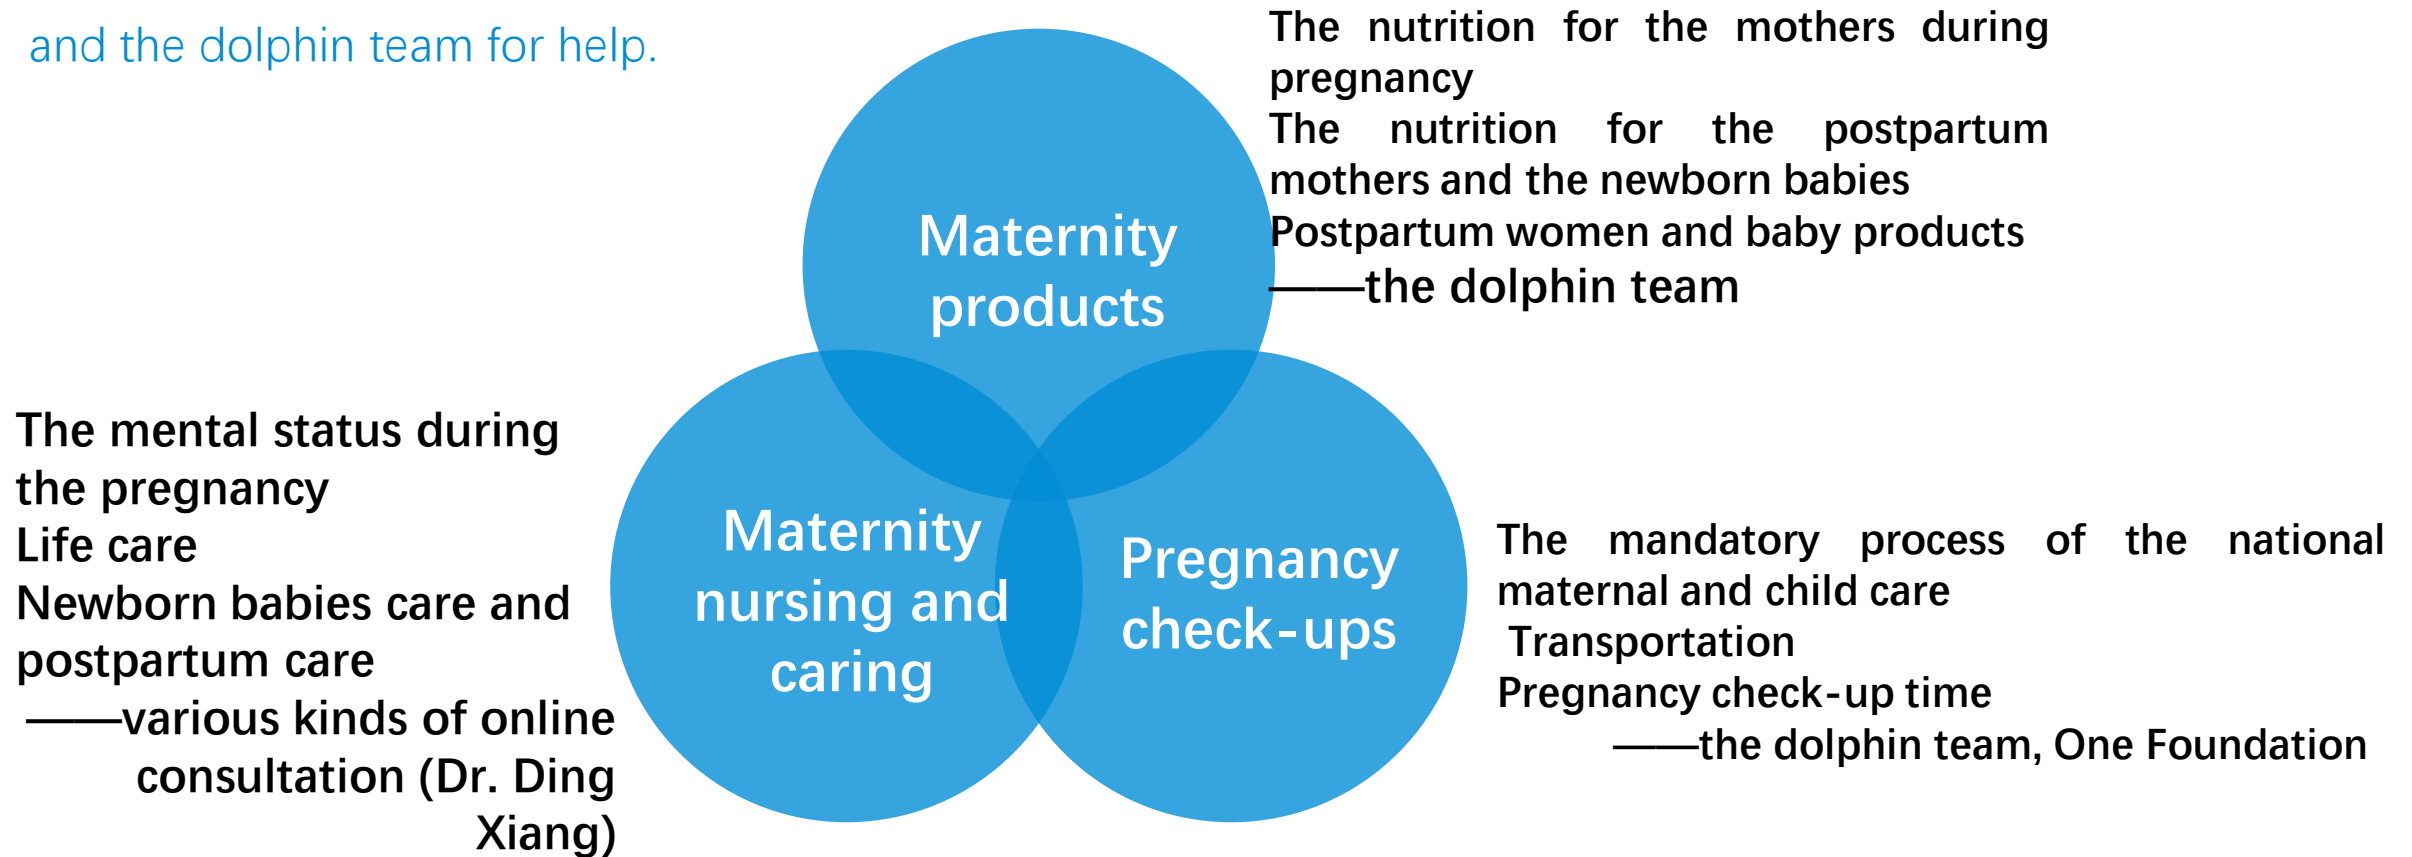 and the dolphin team for help.
The nutrition for the mothers during
pregnancy
The nutrition for the postpartum
mothers and the newborn babies
Postpartum women and baby products
——the dolphin team
Maternity
products
The mental status during
the pregnancy
Life care
Newborn babies care and
postpartum care
——various kinds of online
consultation (Dr. Ding
Xiang)
Maternity
nursing and
caring
Pregnancy
check-ups
The mandatory process of the national
maternal and child care
Transportation
Pregnancy check-up time
——the dolphin team, One Foundation